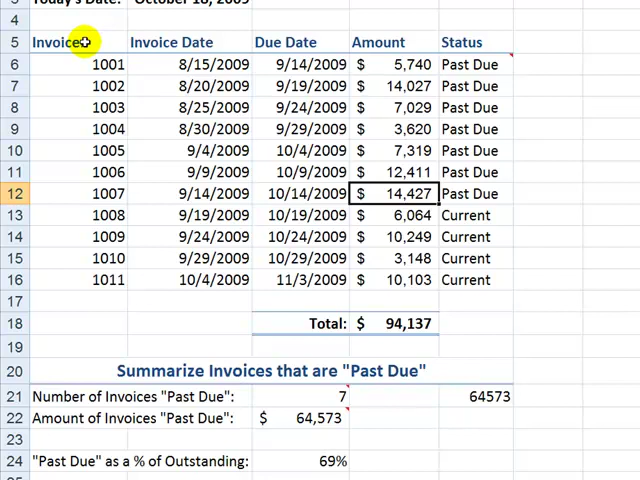 3 Today's Date: October 18, 2009
4
5 Invoice Invoice Date Due Date Amount Status
6 1001 8/15/2009 9/14/2009 $ 5,740 Past Due
7 1002 8/20/2009 9/19/2009 $ 14,027 Past Due
8 1003 8/25/2009 9/24/2009 $ 7,029 Past Due
9 1004 8/30/2009 9/29/2009 $ 3,620 Past Due
10 1005 9/4/2009 10/4/2009 $ 7,319 Past Due
11 1006 9/9/2009 10/9/2009 $ 12,411 Past Due
12 1007 9/14/2009 10/14/2009 $ 14,427 Past Due
13 1008 9/19/2009 10/19/2009 $ 6,064 Current
14 1009 9/24/2009 10/24/2009 $ 10,249 Current
15 1010 9/29/2009 10/29/2009 $ 3,148 Current
16 1011 10/4/2009 11/3/2009 $ 10,103 Current
17
18 Total: $ 94,137
19
20 Summarize Invoices that are "Past Due"
21 Number of Invoices "Past Due": 7 64573
22 Amount of Invoices "Past Due": $ 64,573
23
24 "Past Due" as a % of Outstanding: 69%